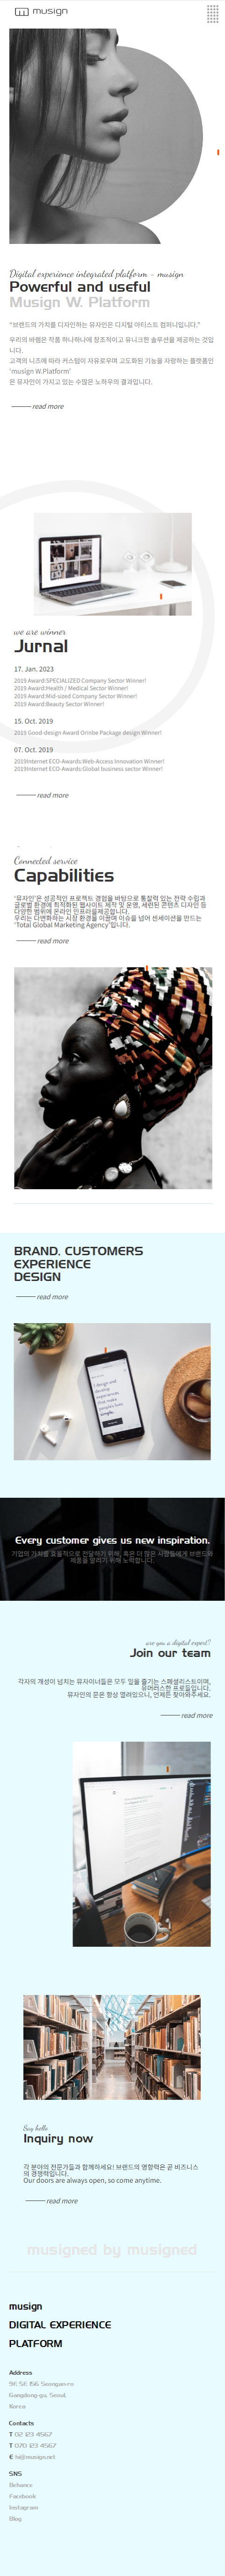 musign
Digital experience integrated platform - musign
Powerful and useful
Musign W. Platform
"브랜드의 가치를 디자인하는 뮤자인은 디지털 아티스트 컴퍼니입니다."
우리의 바램은 작품 하나하나에 창조적이고 유니크한 솔루션을 제공하는 것입
니다.
고객의 니즈에 따라 커스텀이 자유로우며 고도화된 기능을 자랑하는 플랫폼인
'musign W.Platform'
은 뮤자인이 가지고 있는 수많은 노하우의 결과입니다.
read more
we are winner
Jurnal
17. Jan. 2023
2019 Award:SPECIALIZED Company Sector Winner!
2019 Award:Health / Medical Sector Winner!
2019 Award:Mid-sized Company Sector Winner!
2019 Award:Beauty Sector Winner!
15. Oct. 2019
2019 Good-design Award Orinbe Package design Winner!
07. Oct. 2019
2019Internet ECO-Awards:Web-Access Innovation Winner!
2019Internet ECO-Awards:Global business sector Winner!
read more
Connected service
Capabilities
'뮤자인'은 성공적인 프로젝트 경험을 바탕으로 통찰력 있는 전략 수립과
글로벌 환경에 최적화된 웹사이트 제작 및 운영, 세련된 콘텐츠 디자인 등
다양한 범위에 온라인 인프라를제공합니다.
우리는 다변화하는 시장 환경을 이끌며 이슈를 넘어 센세이션을 만드는
'Total Global Marketing Agency'입니다.
read more
BRAND. CUSTOMERS
EXPERIENCE
DESIGN
read more
Every customer gives us new inspiration.
기업의 가치를 효율적으로 전달하기 위해, 혹은 더 많은 사람들에게 브랜드와
제품을 알리기 위해 노력합니다.
are you a digital expert?
Join our team
각자의 개성이 넘치는 뮤자이너들은 모두 일을 즐기는 스페셜리스트이며,
유머러스한 프로들입니다.
뮤자인의 문은 항상 열려있으니, 언제든 찾아와주세요.
read more
Say hello
Inquiry now
각 분야의 전문가들과 함께하세요! 브랜드의 영향력은 곧 비즈니스
의 경쟁력입니다.
Our doors are always open, so come anytime.
read more
musigned by musigned
musign
DIGITAL EXPERIENCE
PLATFORM
Address
9F, 5F, 156 Seongan-ro
Gangdong-gu, Seoul,
Korea
Contacts
T 02 123 4567
T 070 123 4567
E hi@musign.net
SNS
Behance
Facebook
Instagram
Blog